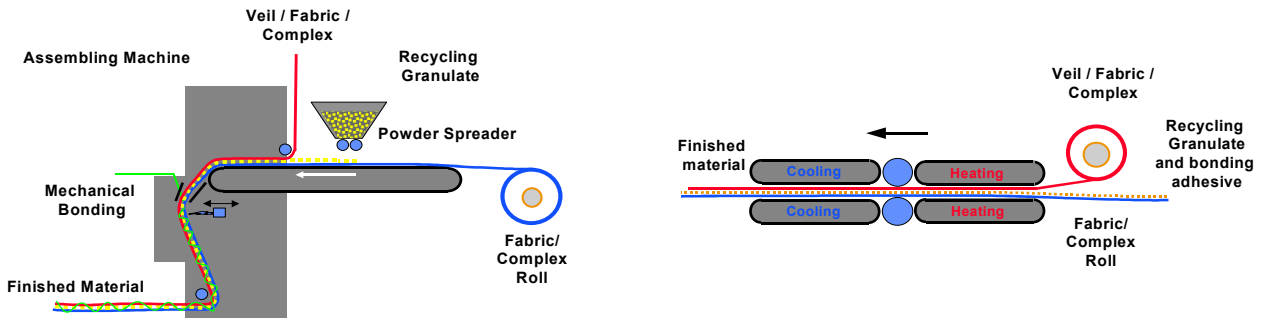 Veil / Fabric /
Complex
Assembling Machine
Recycling
Granulate
Powder Spreader
Mechanical
Bonding
Fabric/
Complex
Roll
Finished Material
Veil / Fabric /
Complex
Recycling
Granulate
and bonding
adhesive
Finished
material
Cooling
Heating
Cooling
Heating
Fabric/
Complex
Roll